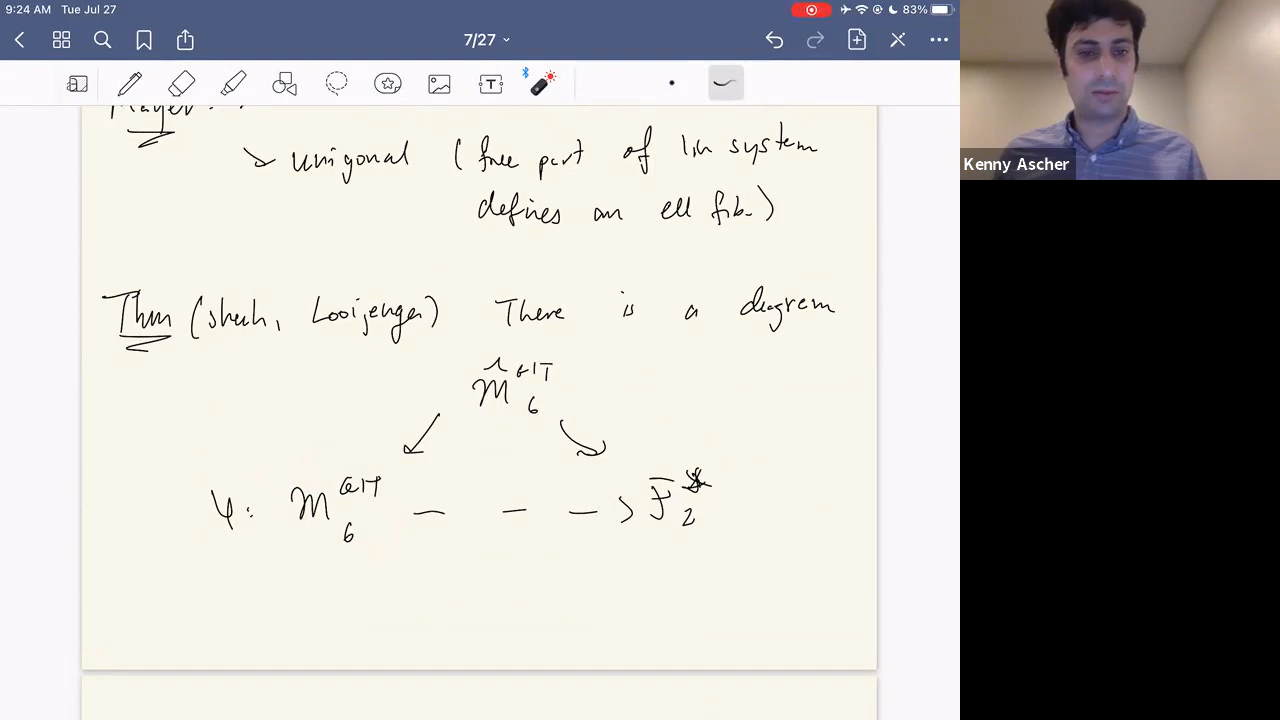 9:24 AM Tue Jul 27
83%
7/27
Mayer:
↘ unigonal (free part of lin system
defines an ell fib.)
Thm (Shah, Looijenga) There is a diagram
M̂ GIT 6
ψ: M GIT 6 - - - > F * 2
Kenny Ascher